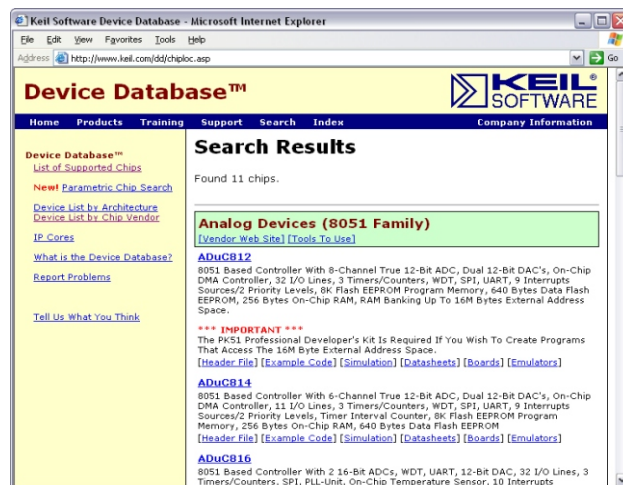 Keil Software Device Database - Microsoft Internet Explorer
File Edit View Favorites Tools Help
Address http://www.keil.com/dd/chiploc.asp Go
Device Database™
KEIL®
SOFTWARE
Home Products Training Support Search Index Company Information
Device Database™
List of Supported Chips
New! Parametric Chip Search
Device List by Architecture
Device List by Chip Vendor
IP Cores
What is the Device Database?
Report Problems
Tell Us What You Think
Search Results
Found 11 chips.
Analog Devices (8051 Family)
[Vendor Web Site] [Tools To Use]
ADuC812
8051 Based Controller With 8-Channel True 12-Bit ADC, Dual 12-Bit DAC's, On-Chip
DMA Controller, 32 I/O Lines, 3 Timers/Counters, WDT, SPI, UART, 9 Interrupts
Sources/2 Priority Levels, 8K Flash EEPROM Program Memory, 640 Bytes Data Flash
EEPROM, 256 Bytes On-Chip RAM, RAM Banking Up To 16M Bytes External Address
Space.
*** IMPORTANT ***
The PK51 Professional Developer's Kit Is Required If You Wish To Create Programs
That Access The 16M Byte External Address Space.
[Header File] [Example Code] [Simulation] [Datasheets] [Boards] [Emulators]
ADuC814
8051 Based Controller With 6-Channel True 12-Bit ADC, Dual 12-Bit DAC's, On-Chip
DMA Controller, 11 I/O Lines, 3 Timers/Counters, WDT, SPI, UART, 9 Interrupts
Sources/2 Priority Levels, Timer Interval Counter, 8K Flash EEPROM Program
Memory, 256 Bytes On-Chip RAM, 640 Bytes Data Flash EEPROM
[Header File] [Example Code] [Simulation] [Datasheets] [Boards] [Emulators]
ADuC816
8051 Based Controller With 2 16-Bit ADCs, WDT, UART, 12-Bit DAC, 32 I/O Lines, 3
Timers/Counters, SPI, PLL-Unit, On-Chip Temperature Sensor, 10 Interrupts